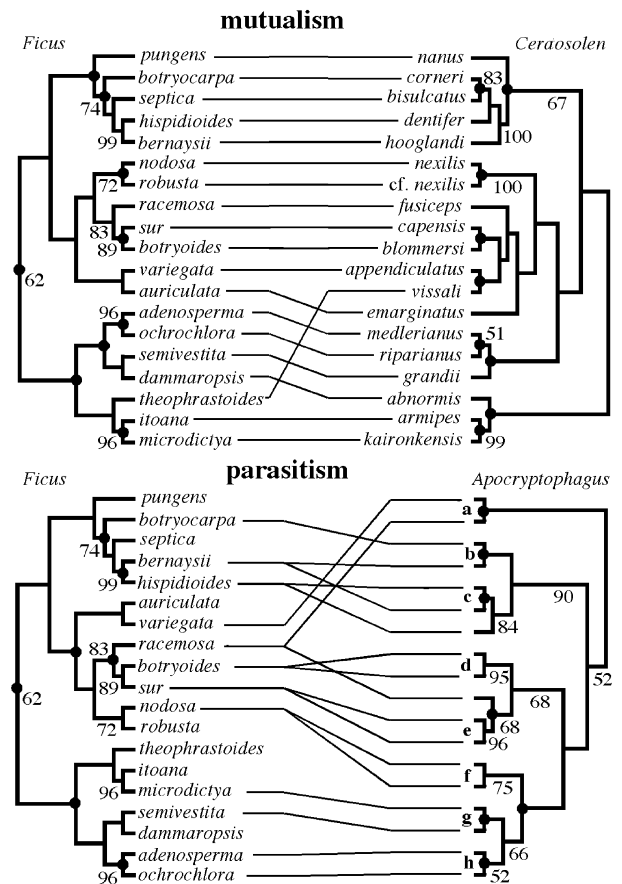 mutualism
Ficus Ceratosolen
pungens nanus
botryocarpa corneri 83
septica bisulcatus 67
74
hispidioides dentifer
99 100
bernaysii hooglandi
nodosa nexilis
72 robusta cf. nexilis 100
racemosa fusiceps
83 sur capensis
89 botryoides blommersi
variegata appendiculatus
62
auriculata vissali
96 adenosperma emarginatus
ochrochlora medlerianus 51
semivestita riparianus
dammaropsis grandii
theophrastoides abnormis
itoana armipes
96 microdictya kaironkensis 99
parasitism
Ficus Apocryptophagus
pungens a
botryocarpa
septica b
74
bernaysii
99 hispidioides c 90
auriculata
variegata 84
83 racemosa
botryoides d 95
52
89 sur 68
62
nodosa 68
72 robusta e 96
theophrastoides
itoana f 75
96 microdictya
semivestita g
dammaropsis 66
adenosperma h
96 ochrochlora 52